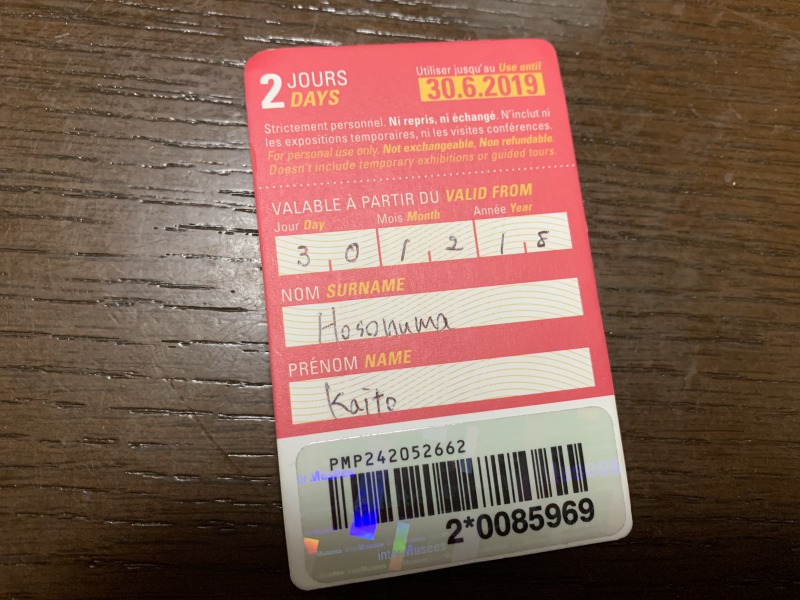 2 JOURS DAYS
Utiliser jusqu'au Use until
30.6.2019
Strictement personnel. Ni repris, ni échangé. N'inclut ni
les expositions temporaires, ni les visites conférences.
For personal use only. Not exchangeable, Non refundable.
Doesn't include temporary exhibitions or guided tours.
VALABLE À PARTIR DU VALID FROM
Jour Day Mois Month Année Year
3 0 1 2 1 8
NOM SURNAME
Hosonuma
PRÉNOM NAME
Kaito
PMP242052662
2*0085969
interMusées